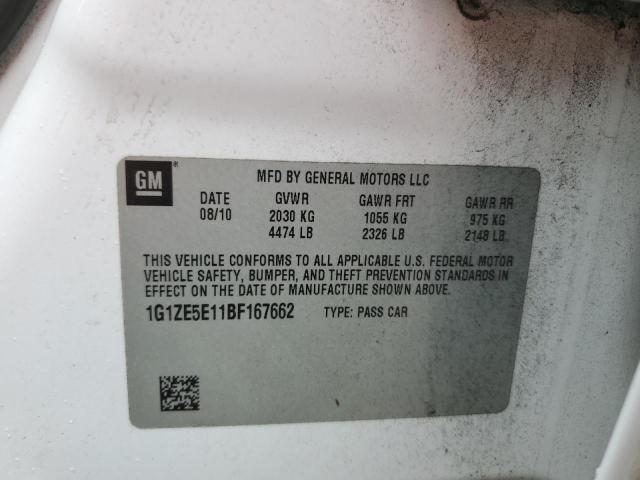 GM
MFD BY GENERAL MOTORS LLC
DATE GVWR GAWR FRT GAWR RR
08/10 2030 KG 1055 KG 975 KG
4474 LB 2326 LB 2148 LB
THIS VEHICLE CONFORMS TO ALL APPLICABLE U.S. FEDERAL MOTOR
VEHICLE SAFETY, BUMPER, AND THEFT PREVENTION STANDARDS IN
EFFECT ON THE DATE OF MANUFACTURE SHOWN ABOVE.
1G1ZE5E11BF167662 TYPE: PASS CAR